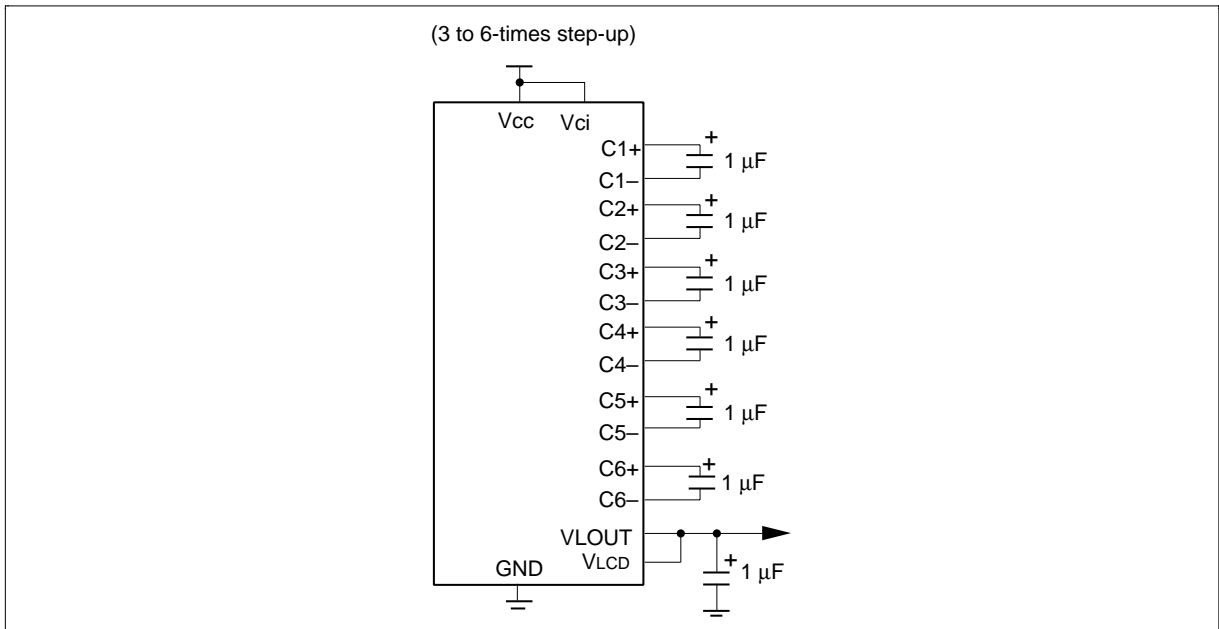 (3 to 6-times step-up)
Vcc Vci
C1+
+
1 µF
C1–
C2+
+
1 µF
C2–
C3+
+
1 µF
C3–
C4+
+
1 µF
C4–
C5+
+
1 µF
C5–
C6+
+
1 µF
C6–
VLOUT
VLCD
+
1 µF
GND